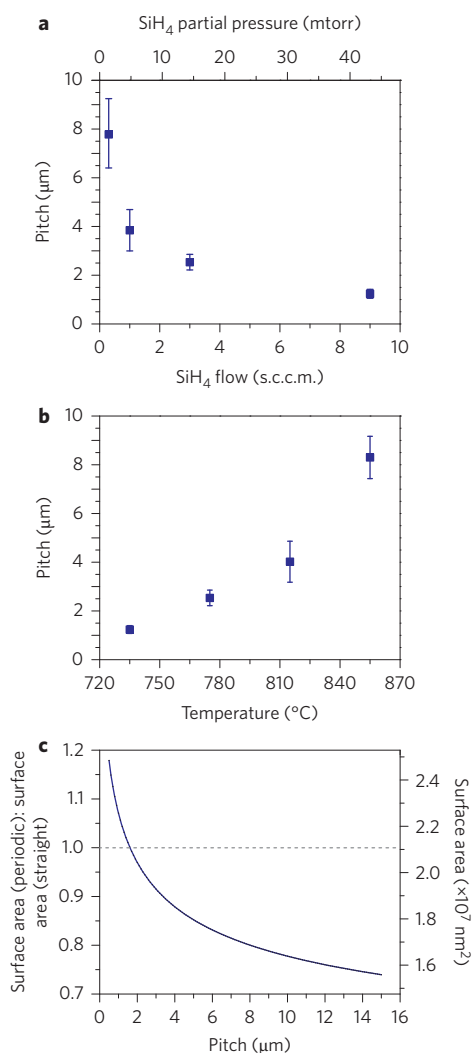 a
SiH4 partial pressure (mtorr)
0 10 20 30 40
10
8
6
4
2
0
Pitch (μm)
0 2 4 6 8 10
SiH4 flow (s.c.c.m.)
b
10
8
6
4
2
0
Pitch (μm)
720 750 780 810 840 870
Temperature (°C)
c
1.2
1.1
1.0
0.9
0.8
0.7
Surface area (periodic): surface
area (straight)
2.4
2.2
2.0
1.8
1.6
Surface area (×10⁷ nm²)
0 2 4 6 8 10 12 14 16
Pitch (μm)